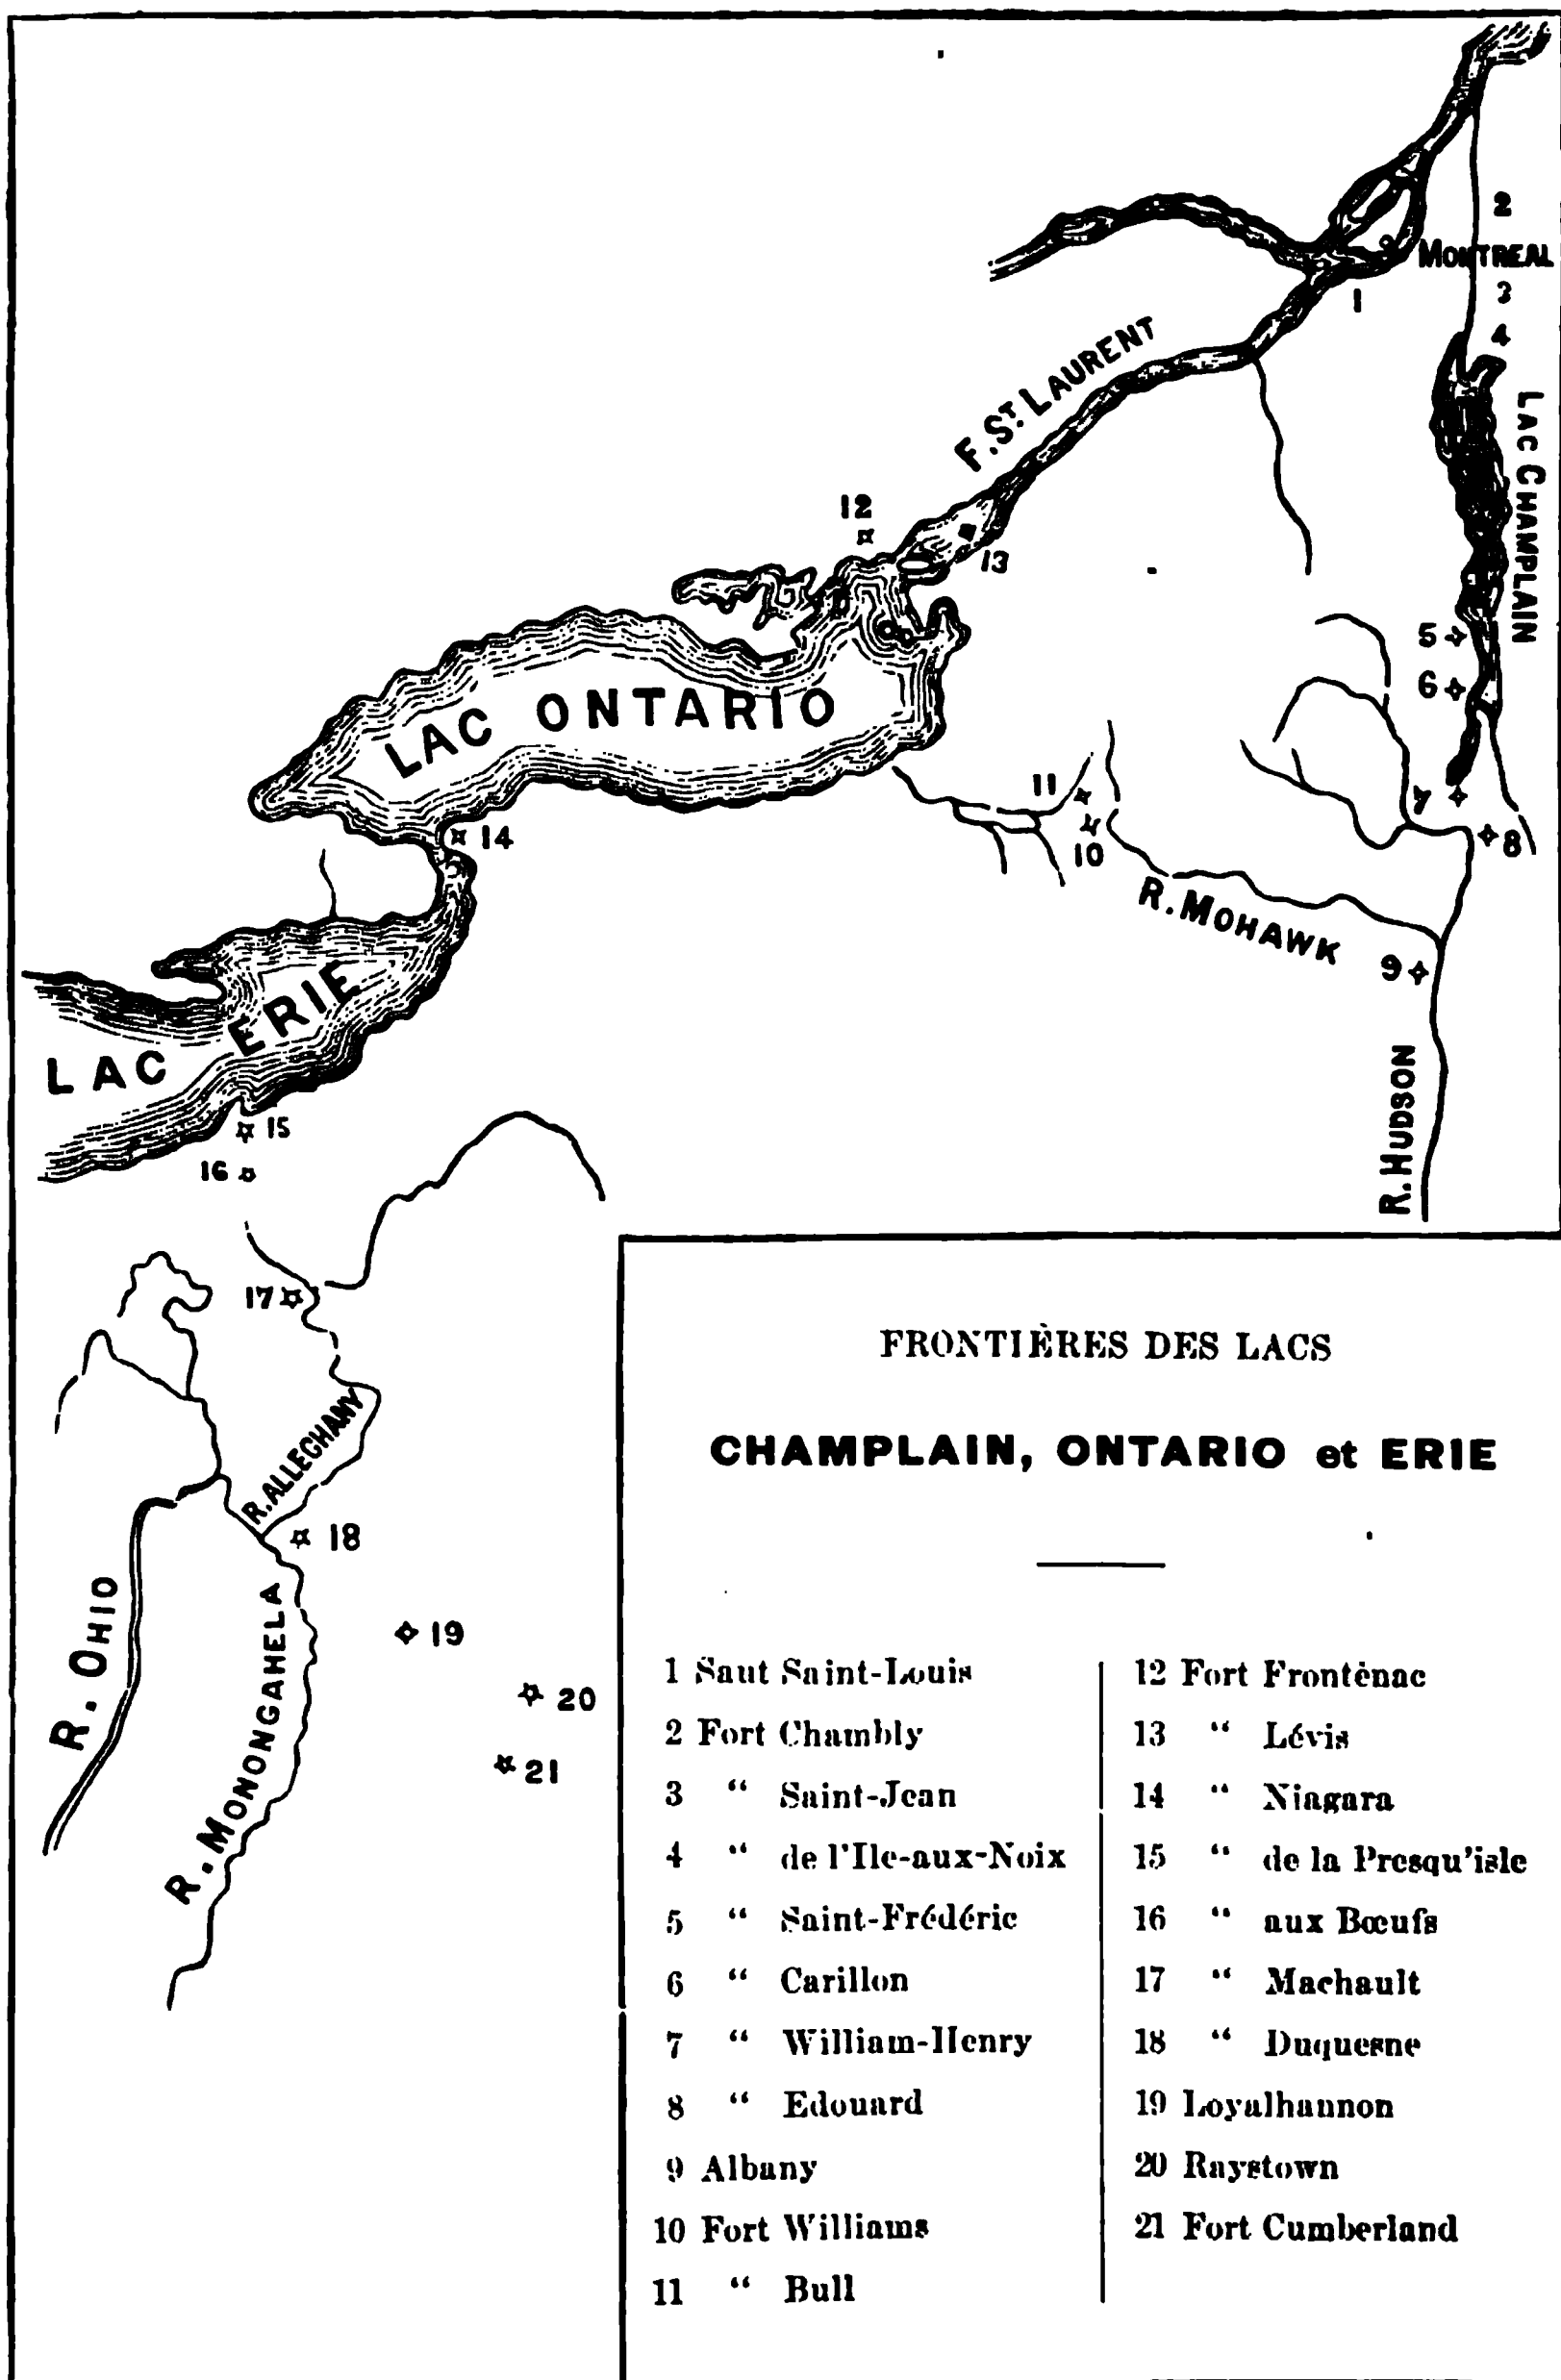 2
MONTREAL
1
3
4
F. ST. LAURENT
LAC CHAMPLAIN
12
13
5
6
LAC ONTARIO
11
7
14
10
8
R. MOHAWK
9
LAC ERIE
R. HUDSON
15
16
17
R. ALLEGHANY
18
R. OHIO
R. MONONGAHELA
19
20
21
FRONTIÈRES DES LACS
CHAMPLAIN, ONTARIO et ERIE
1 Saut Saint-Louis
2 Fort Chambly
3 “ Saint-Jean
4 “ de l'Ile-aux-Noix
5 “ Saint-Frédéric
6 “ Carillon
7 “ William-Henry
8 “ Edouard
9 Albany
10 Fort Williams
11 “ Bull
12 Fort Fronténac
13 “ Lévis
14 “ Niagara
15 “ de la Presqu'isle
16 “ aux Bœufs
17 “ Machault
18 “ Duquesne
19 Loyalhannon
20 Raystown
21 Fort Cumberland